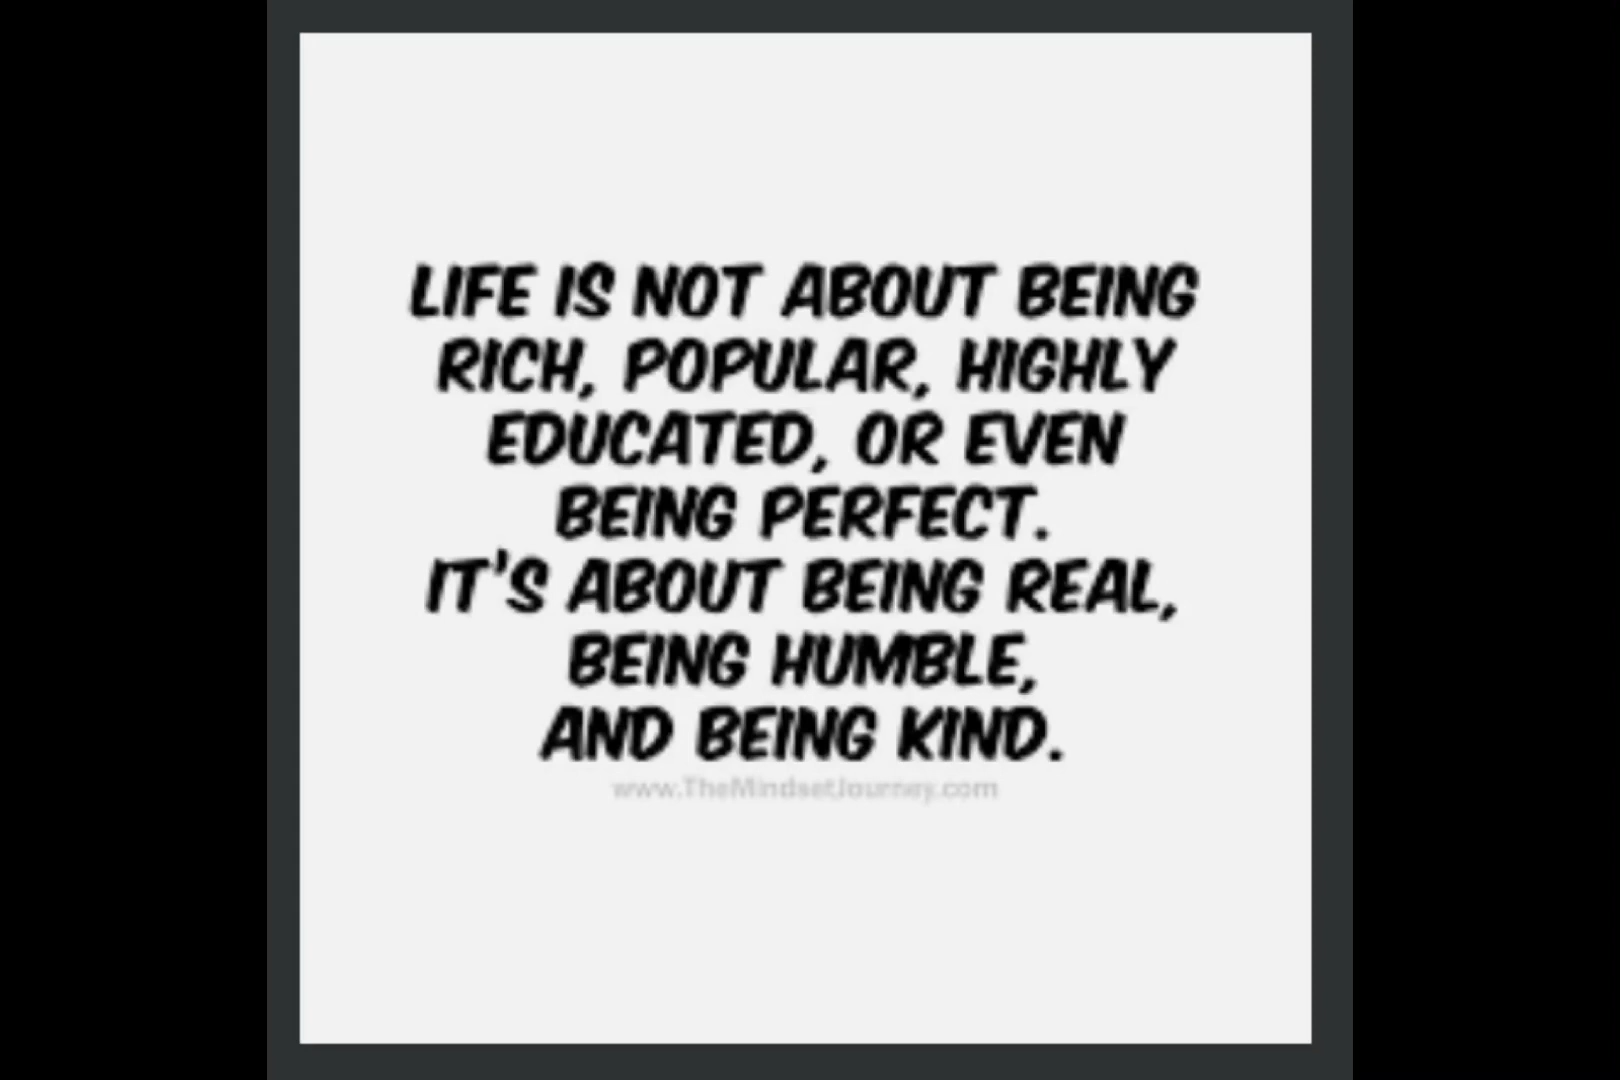 LIFE IS NOT ABOUT BEING
RICH, POPULAR, HIGHLY
EDUCATED, OR EVEN
BEING PERFECT.
IT'S ABOUT BEING REAL,
BEING HUMBLE,
AND BEING KIND.
www.TheMindsetJourney.com